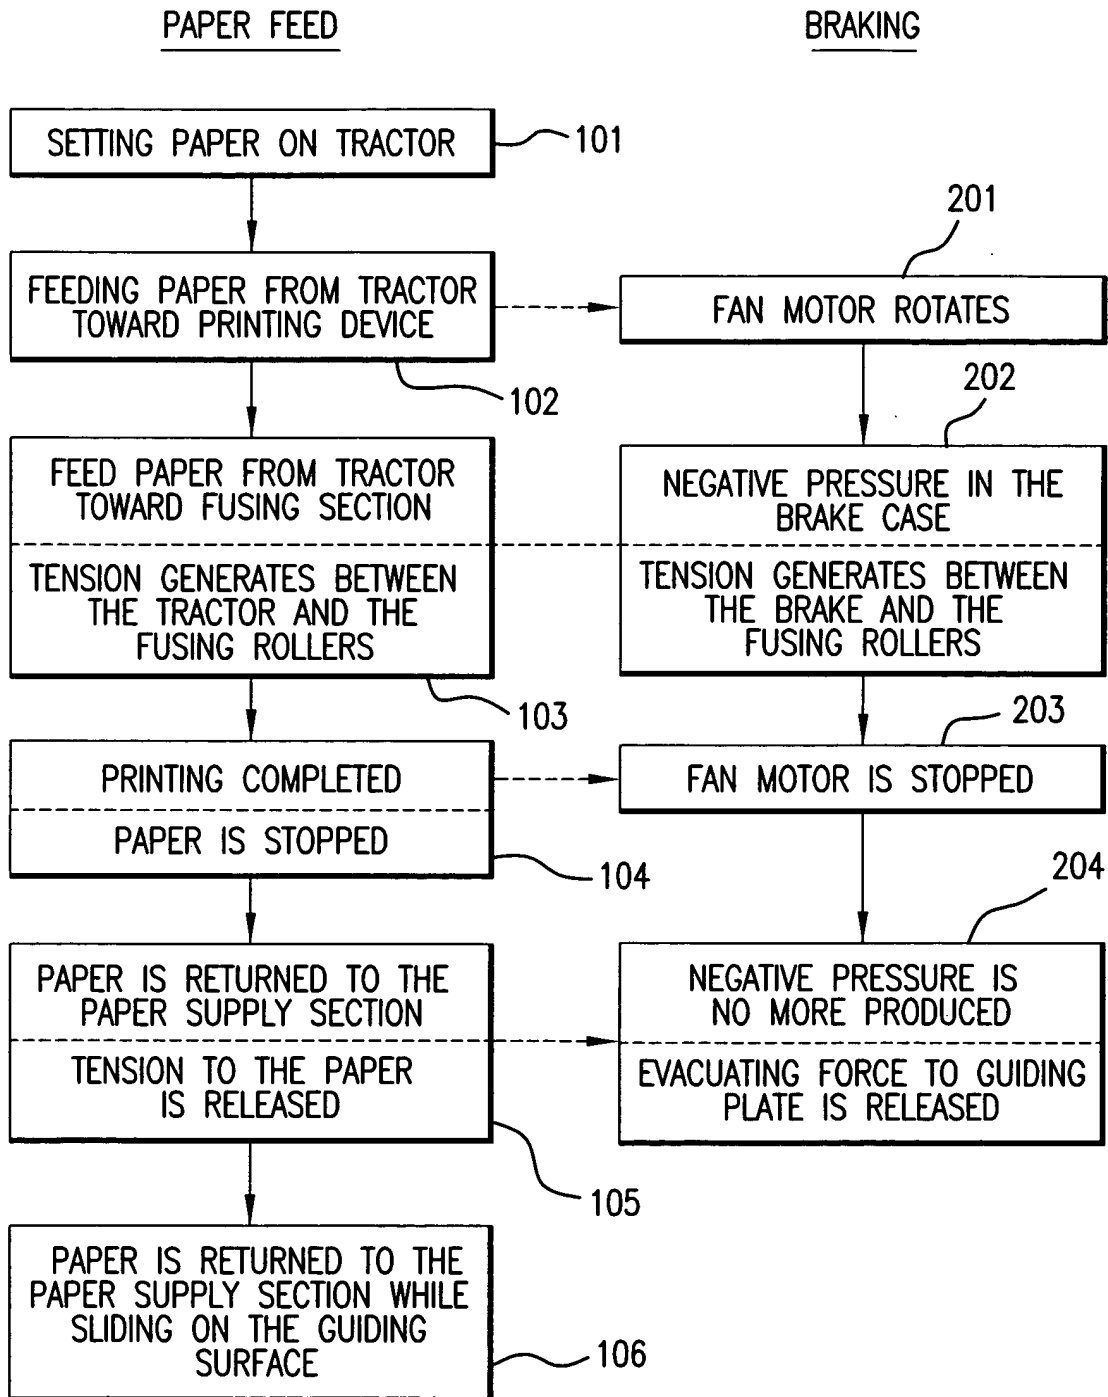 PAPER FEED
BRAKING
SETTING PAPER ON TRACTOR
101
FEEDING PAPER FROM TRACTOR
TOWARD PRINTING DEVICE
102
201
FAN MOTOR ROTATES
FEED PAPER FROM TRACTOR
TOWARD FUSING SECTION
TENSION GENERATES BETWEEN
THE TRACTOR AND THE
FUSING ROLLERS
103
202
NEGATIVE PRESSURE IN THE
BRAKE CASE
TENSION GENERATES BETWEEN
THE BRAKE AND THE
FUSING ROLLERS
PRINTING COMPLETED
PAPER IS STOPPED
104
203
FAN MOTOR IS STOPPED
PAPER IS RETURNED TO THE
PAPER SUPPLY SECTION
TENSION TO THE PAPER
IS RELEASED
105
204
NEGATIVE PRESSURE IS
NO MORE PRODUCED
EVACUATING FORCE TO GUIDING
PLATE IS RELEASED
PAPER IS RETURNED TO THE
PAPER SUPPLY SECTION WHILE
SLIDING ON THE GUIDING
SURFACE
106